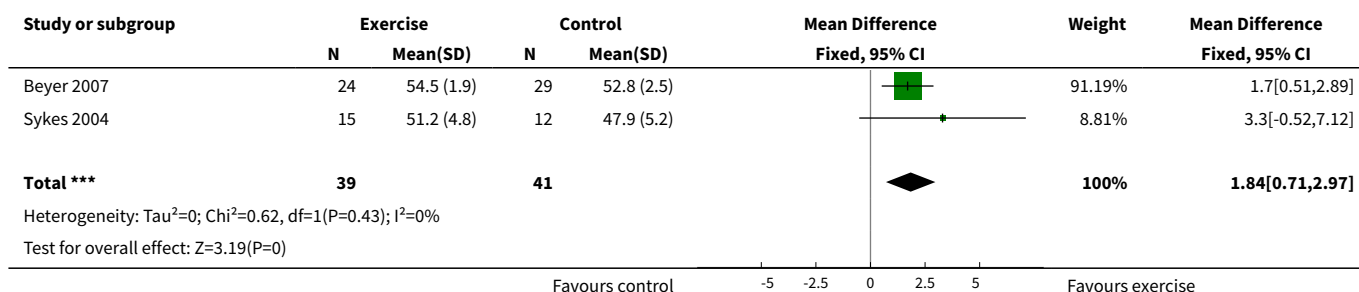 Study or subgroup Exercise Control Mean Difference Weight Mean Difference
N Mean(SD) N Mean(SD) Fixed, 95% CI Fixed, 95% CI
Beyer 2007 24 54.5 (1.9) 29 52.8 (2.5) 91.19% 1.7[0.51,2.89]
Sykes 2004 15 51.2 (4.8) 12 47.9 (5.2) 8.81% 3.3[-0.52,7.12]
Total *** 39 41 100% 1.84[0.71,2.97]
Heterogeneity: Tau²=0; Chi²=0.62, df=1(P=0.43); I²=0%
Test for overall effect: Z=3.19(P=0)
Favours control -5 -2.5 0 2.5 5 Favours exercise